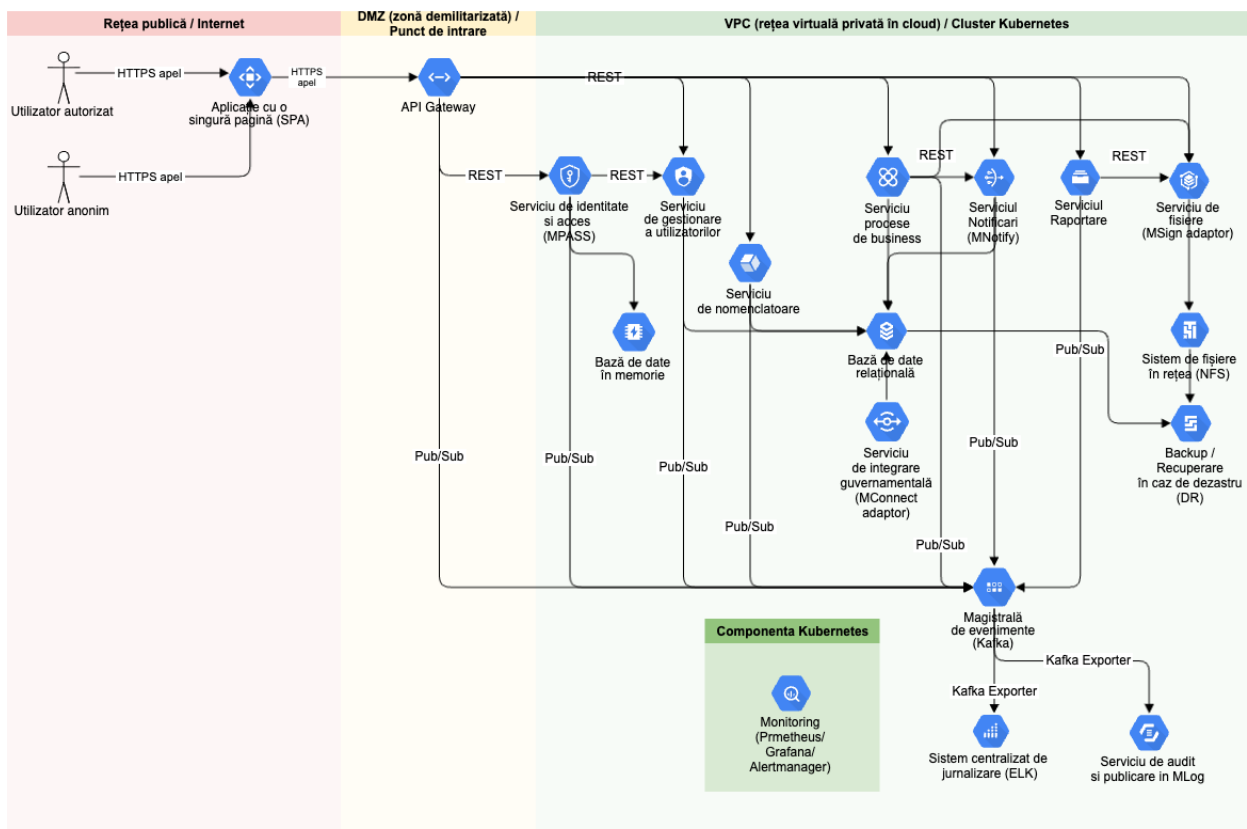 Rețea publică / Internet
DMZ (zonă demilitarizată) /
Punct de intrare
VPC (rețea virtuală privată în cloud) / Cluster Kubernetes
HTTPS apel
HTTPS
apel
REST
Utilizator autorizat
Aplicație cu o
singură pagină (SPA)
API Gateway
HTTPS apel
Utilizator anonim
REST
REST
REST
REST
Serviciu de identitate
si acces
(MPASS)
Serviciu
de gestionare
a utilizatorilor
Serviciu
procese
de business
Serviciul
Notificari
(MNotify)
Serviciul
Raportare
Serviciu de
fisiere
(MSign adaptor)
Serviciu
de nomenclatoare
Bază de date
în memorie
Bază de date
relațională
Pub/Sub
Sistem de fișiere
în rețea (NFS)
Serviciu
de integrare
guvernamentală
(MConnect
adaptor)
Backup /
Recuperare
în caz de dezastru
(DR)
Pub/Sub
Pub/Sub
Pub/Sub
Pub/Sub
Pub/Sub
Pub/Sub
Magistrală
de evenimente
(Kafka)
Componenta Kubernetes
Kafka Exporter
Kafka Exporter
Monitoring
(Prmetheus/
Grafana/
Alertmanager)
Sistem centralizat de
jurnalizare (ELK)
Serviciu de audit
si publicare in MLog